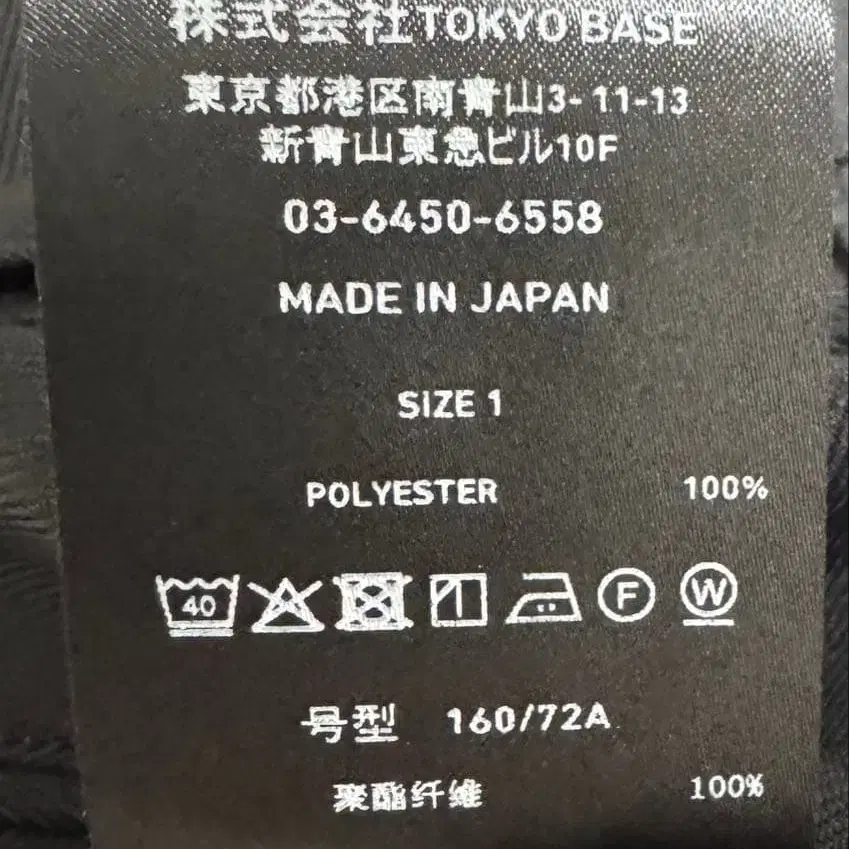 株式会社TOKYO BASE
東京都港区南青山3-11-13
新青山東急ビル10F
03-6450-6558
MADE IN JAPAN
SIZE 1
POLYESTER 100%
40 F W
号型 160/72A
聚酯纤维 100%